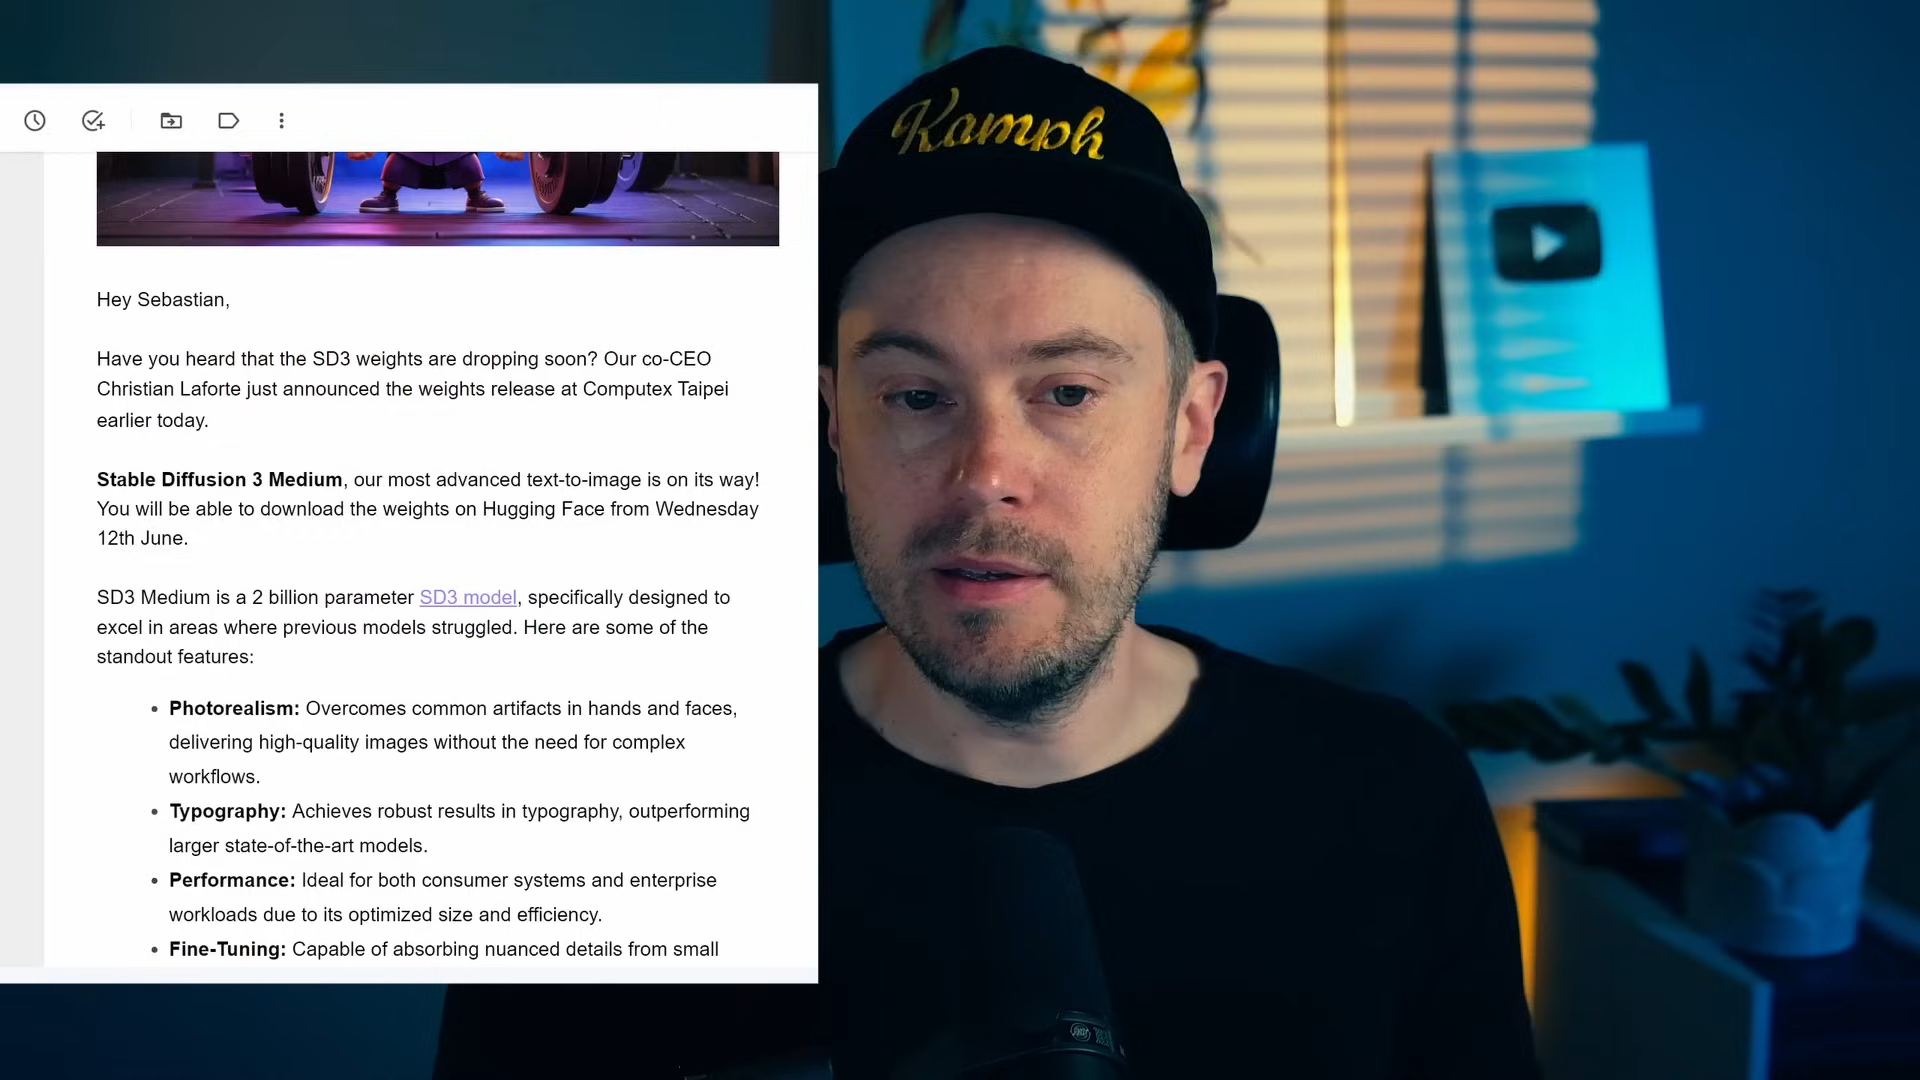 Kamph
Hey Sebastian,
Have you heard that the SD3 weights are dropping soon? Our co-CEO
Christian Laforte just announced the weights release at Computex Taipei
earlier today.
Stable Diffusion 3 Medium, our most advanced text-to-image is on its way!
You will be able to download the weights on Hugging Face from Wednesday
12th June.
SD3 Medium is a 2 billion parameter SD3 model, specifically designed to
excel in areas where previous models struggled. Here are some of the
standout features:
• Photorealism: Overcomes common artifacts in hands and faces,
delivering high-quality images without the need for complex
workflows.
• Typography: Achieves robust results in typography, outperforming
larger state-of-the-art models.
• Performance: Ideal for both consumer systems and enterprise
workloads due to its optimized size and efficiency.
• Fine-Tuning: Capable of absorbing nuanced details from small